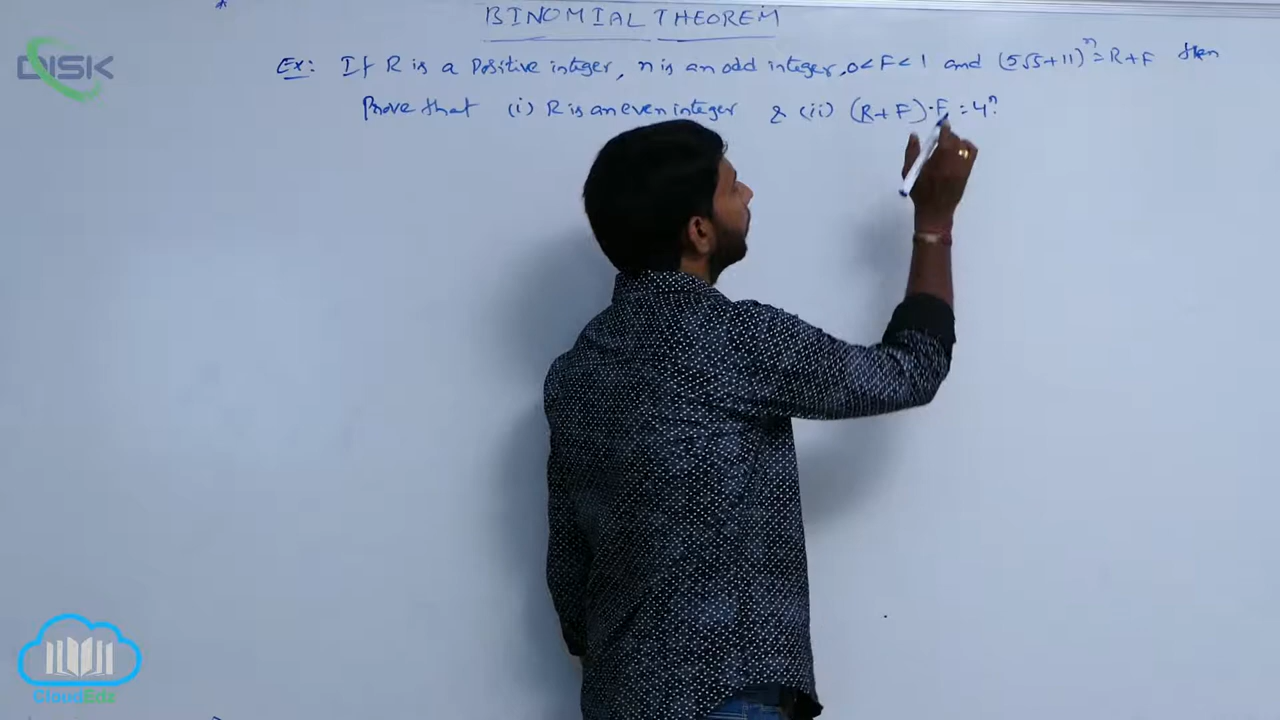 BINOMIAL THEOREM
DISK
Ex: If R is a Positive integer, n is an odd integer, 0<F<1 and (5√5+11)ⁿ = R+F then
Prove that (i) R is an even integer & (ii) (R+F)·F = 4ⁿ
CloudEdz